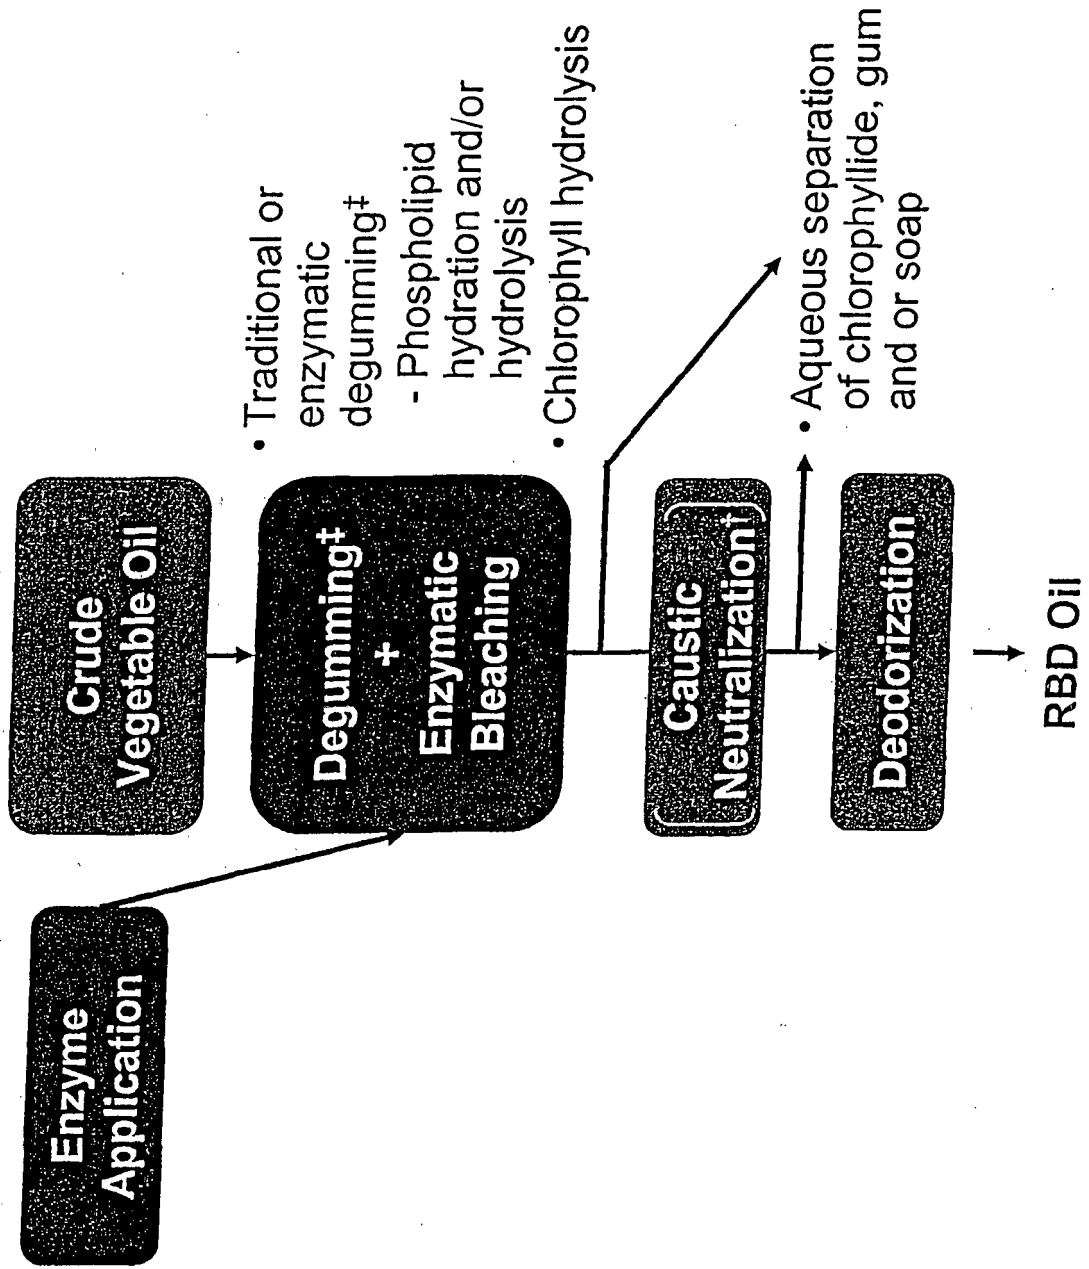 Enzyme
Application
Crude
Vegetable Oil
Degumming‡
+
Enzymatic
Bleaching
• Traditional or
enzymatic
degumming‡
- Phospholipid
hydration and/or
hydrolysis
• Chlorophyll hydrolysis
Caustic
Neutralization†
• Aqueous separation
of chlorophyllide, gum
and or soap
Deodorization
RBD Oil